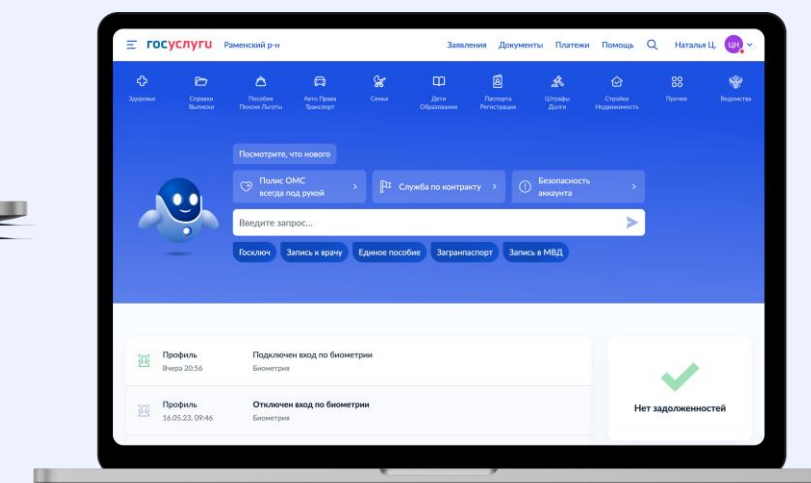 госуслуги Раменский р-н Заявления Документы Платежи Помощь Наталья Ц. ЦН
Здоровье Справки Выписки Пособия Пенсия Льготы Авто Права Транспорт Семья Дети Образование Паспорта Регистрация Штрафы Долги Стройка Недвижимость Прочее Ведомства
Посмотрите, что нового
Полис ОМС
всегда под рукой
Служба по контракту
Безопасность
аккаунта
Введите запрос...
Госключ Запись к врачу Единое пособие Загранпаспорт Запись в МВД
Профиль Подключен вход по биометрии
Вчера 20:56 Биометрия
Профиль Отключен вход по биометрии
16.05.23, 09:46 Биометрия
Нет задолженностей